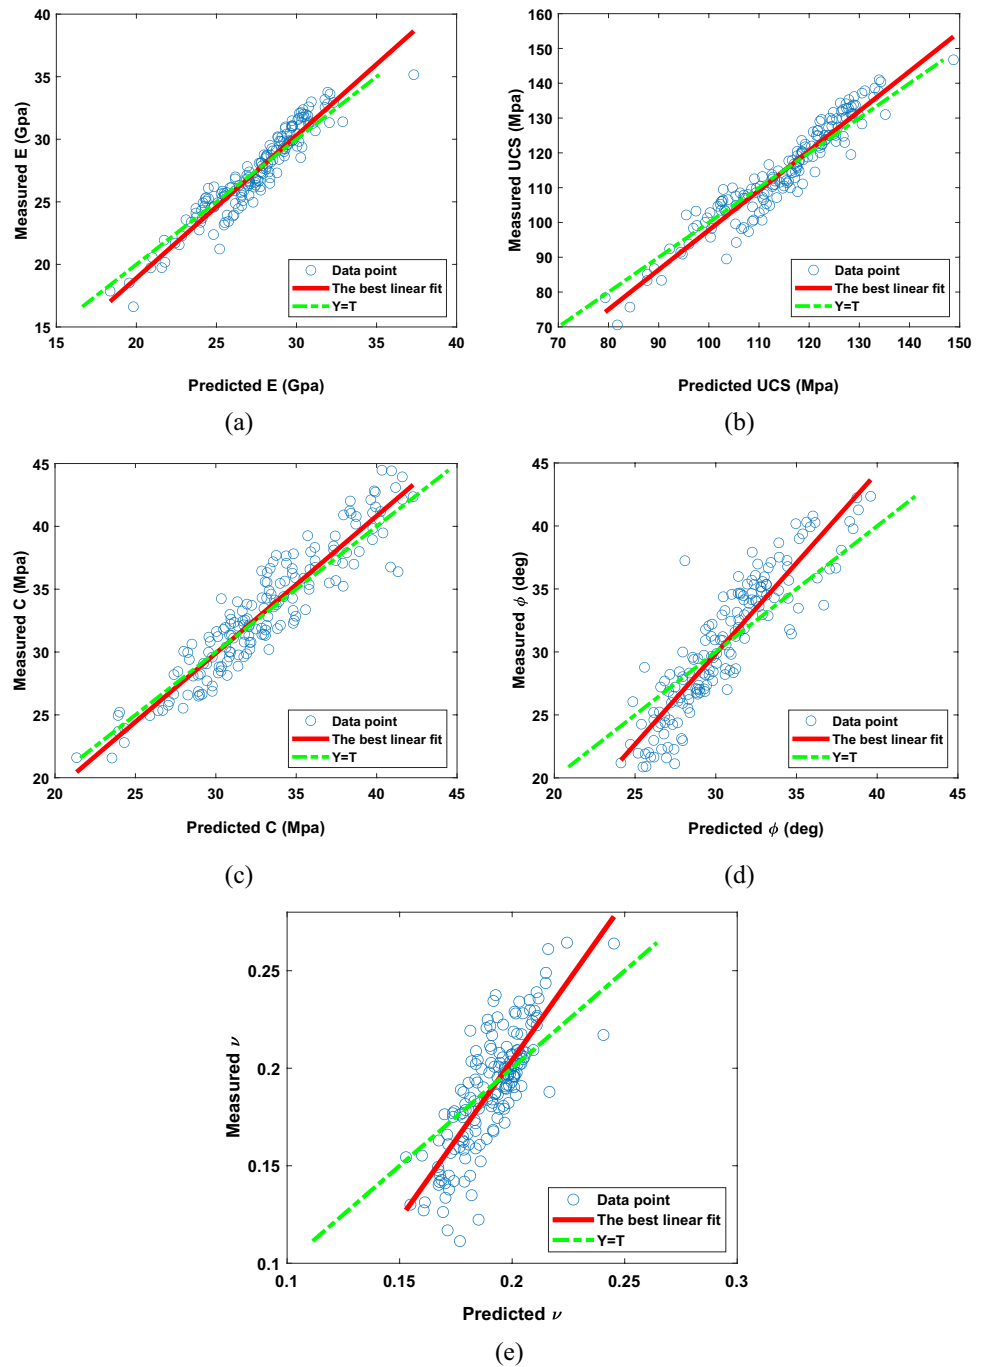 40
35
30
25
20
15
Measured E (Gpa)
Data point
The best linear fit
Y=T
15 20 25 30 35 40
Predicted E (Gpa)
(a)
160
150
140
130
120
110
100
90
80
70
Measured UCS (Mpa)
Data point
The best linear fit
Y=T
70 80 90 100 110 120 130 140 150
Predicted UCS (Mpa)
(b)
45
40
35
30
25
20
Measured C (Mpa)
Data point
The best linear fit
Y=T
20 25 30 35 40 45
Predicted C (Mpa)
(c)
45
40
35
30
25
20
Measured ϕ (deg)
Data point
The best linear fit
Y=T
20 25 30 35 40 45
Predicted ϕ (deg)
(d)
0.25
0.2
0.15
0.1
Measured ν
Data point
The best linear fit
Y=T
0.1 0.15 0.2 0.25 0.3
Predicted ν
(e)